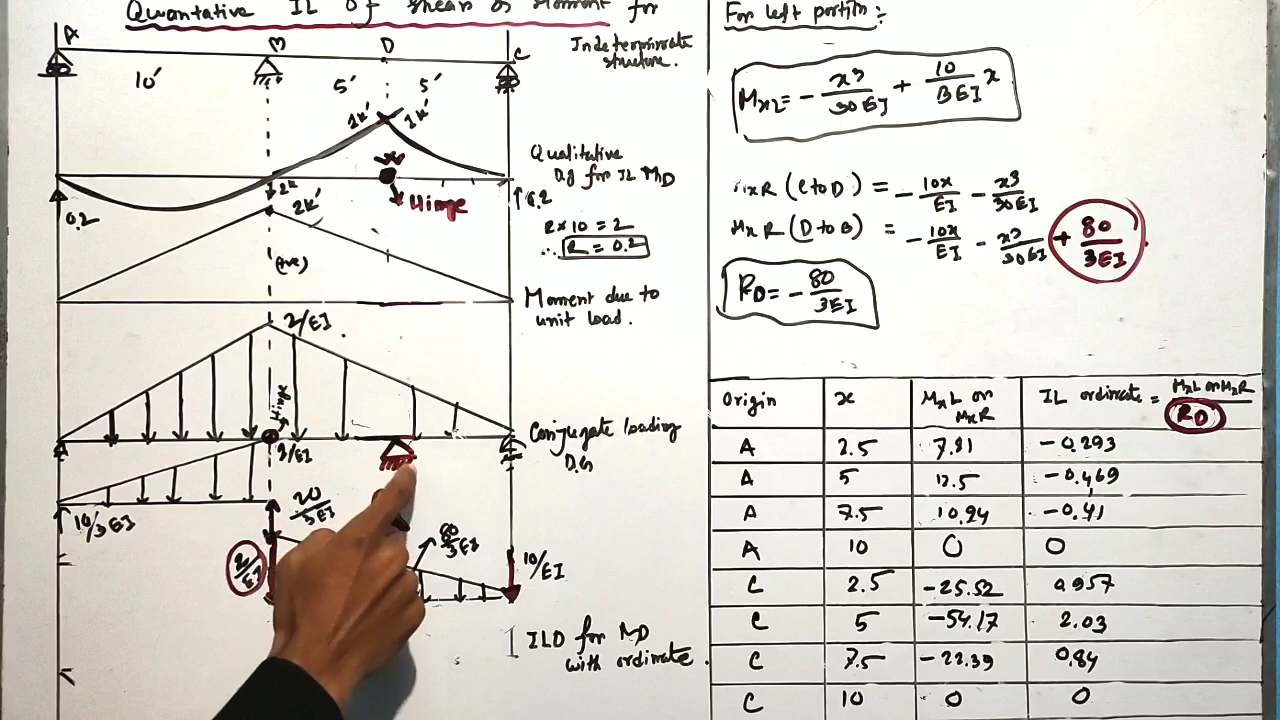 Quantative IL Of Shear or Moment for
Indeterminate
structure.
A
B
D
C
10'
5'
5'
1k'
1k'
Qualitative
D.g for IL MD
Hinge
0.2
2k
2k'
0.2
R×10 = 2
∴ R = 0.2
(+ve)
Moment due to
unit load.
2/EI
Hinge
2/EI
Conjugate loading
D.G
10/3EI
20/3EI
2/EI
80/3EI
10/EI
ILD for MD
with ordinate.
For left portion:
MxL = - x³/30EI + 10/3EI x
MxR (C to D) = - 10x/EI - x³/30EI
MxR (D to B) = - 10x/EI - x³/30EI + 80/3EI
RD = - 80/3EI
Origin x MxL or MxR IL ordinate = MxL or MxR/RD
A 2.5 7.81 -0.293
A 5 12.5 -0.469
A 7.5 10.94 -0.41
A 10 0 0
C 2.5 -25.52 0.957
C 5 -54.17 2.03
C 7.5 -22.39 0.84
C 10 0 0